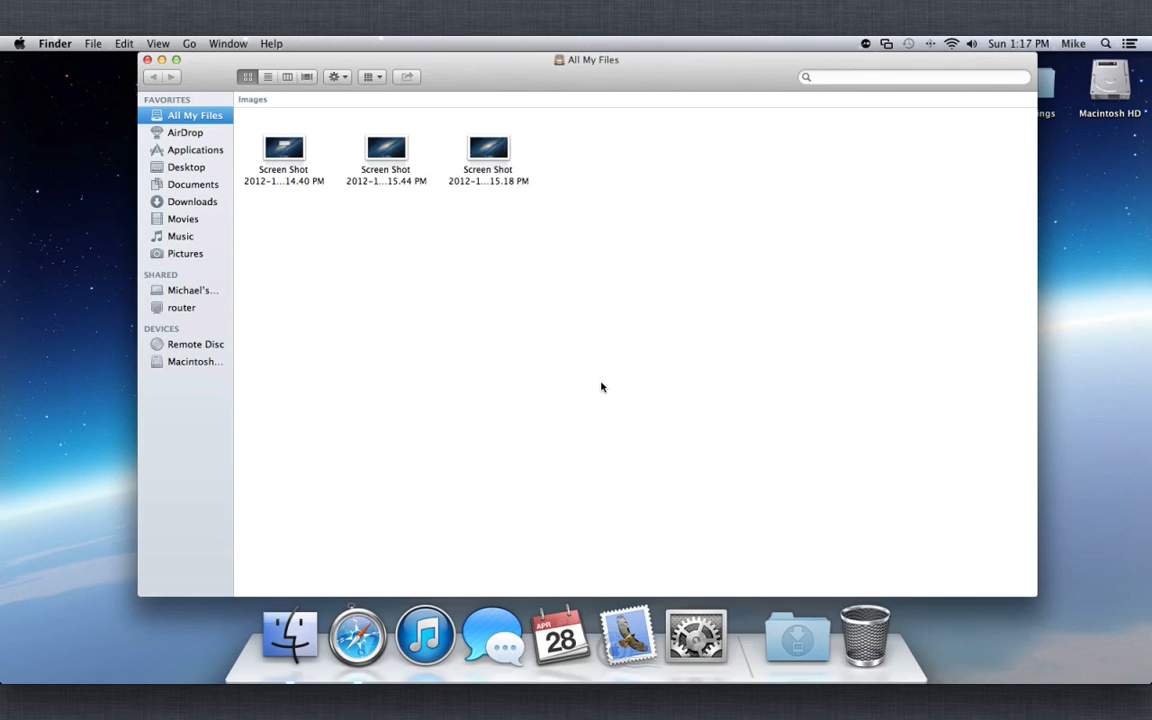 Finder File Edit View Go Window Help Sun 1:17 PM Mike
All My Files
FAVORITES
All My Files
AirDrop
Applications
Desktop
Documents
Downloads
Movies
Music
Pictures
SHARED
Michael's...
router
DEVICES
Remote Disc
Macintosh...
Images
Screen Shot
2012-1...14.40 PM
Screen Shot
2012-1...15.44 PM
Screen Shot
2012-1...15.18 PM
ngs
Macintosh HD
APR
28